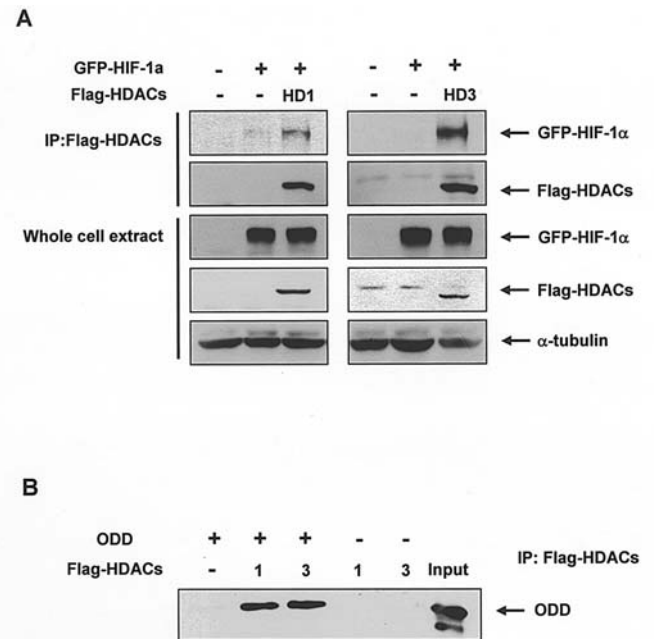 A
GFP-HIF-1a - + + - + +
Flag-HDACs - - HD1 - - HD3
IP:Flag-HDACs
GFP-HIF-1α
Flag-HDACs
Whole cell extract
GFP-HIF-1α
Flag-HDACs
α-tubulin
B
ODD + + + - -
IP: Flag-HDACs
Flag-HDACs - 1 3 1 3 Input
ODD